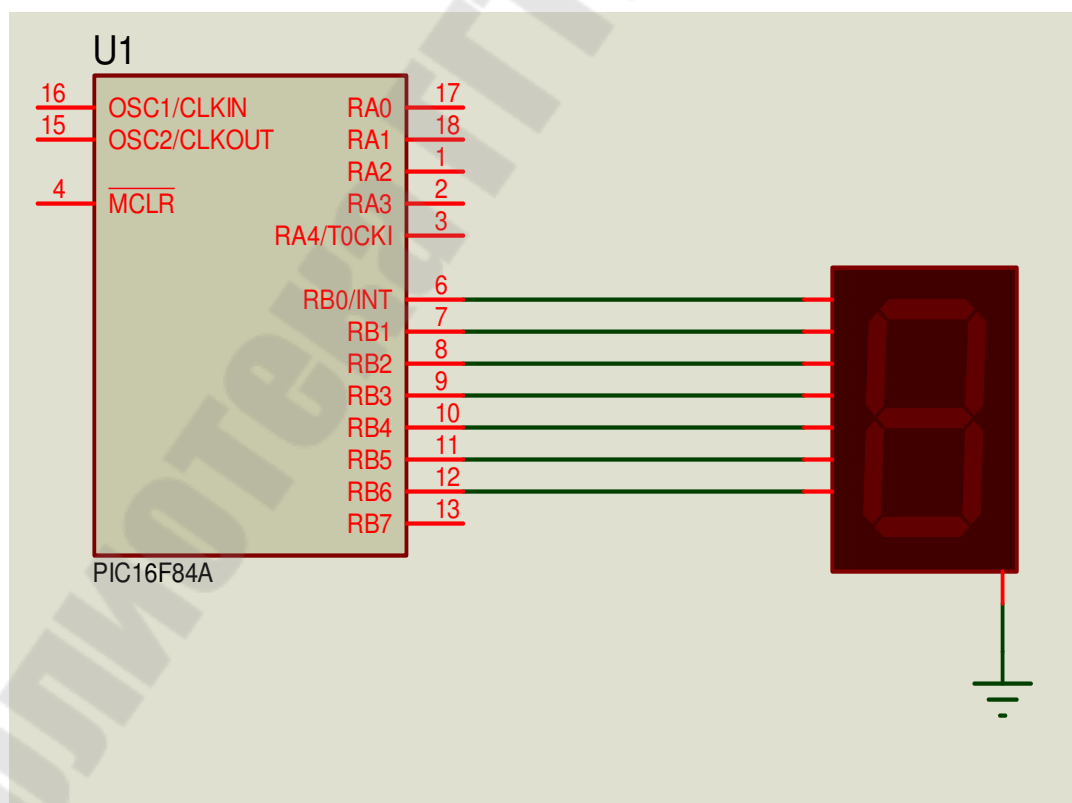 U1
16 OSC1/CLKIN RA0 17
15 OSC2/CLKOUT RA1 18
RA2 1
4 MCLR RA3 2
RA4/T0CKI 3
RB0/INT 6
RB1 7
RB2 8
RB3 9
RB4 10
RB5 11
RB6 12
RB7 13
PIC16F84A